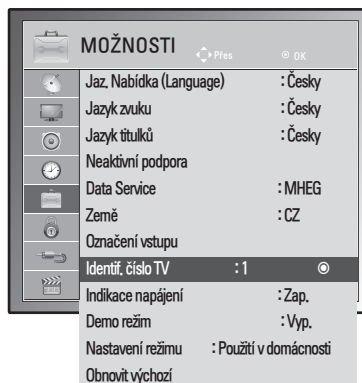 MOŽNOSTI
Přes
OK
Jaz. Nabídka (Language) : Česky
Jazyk zvuku : Česky
Jazyk titulků : Česky
Neaktivní podpora
Data Service : MHEG
Země : CZ
Označení vstupu
Identif. číslo TV : 1
Indikace napájení : Zap.
Demo režim : Vyp.
Nastavení režimu : Použití v domácnosti
Obnovit výchozí